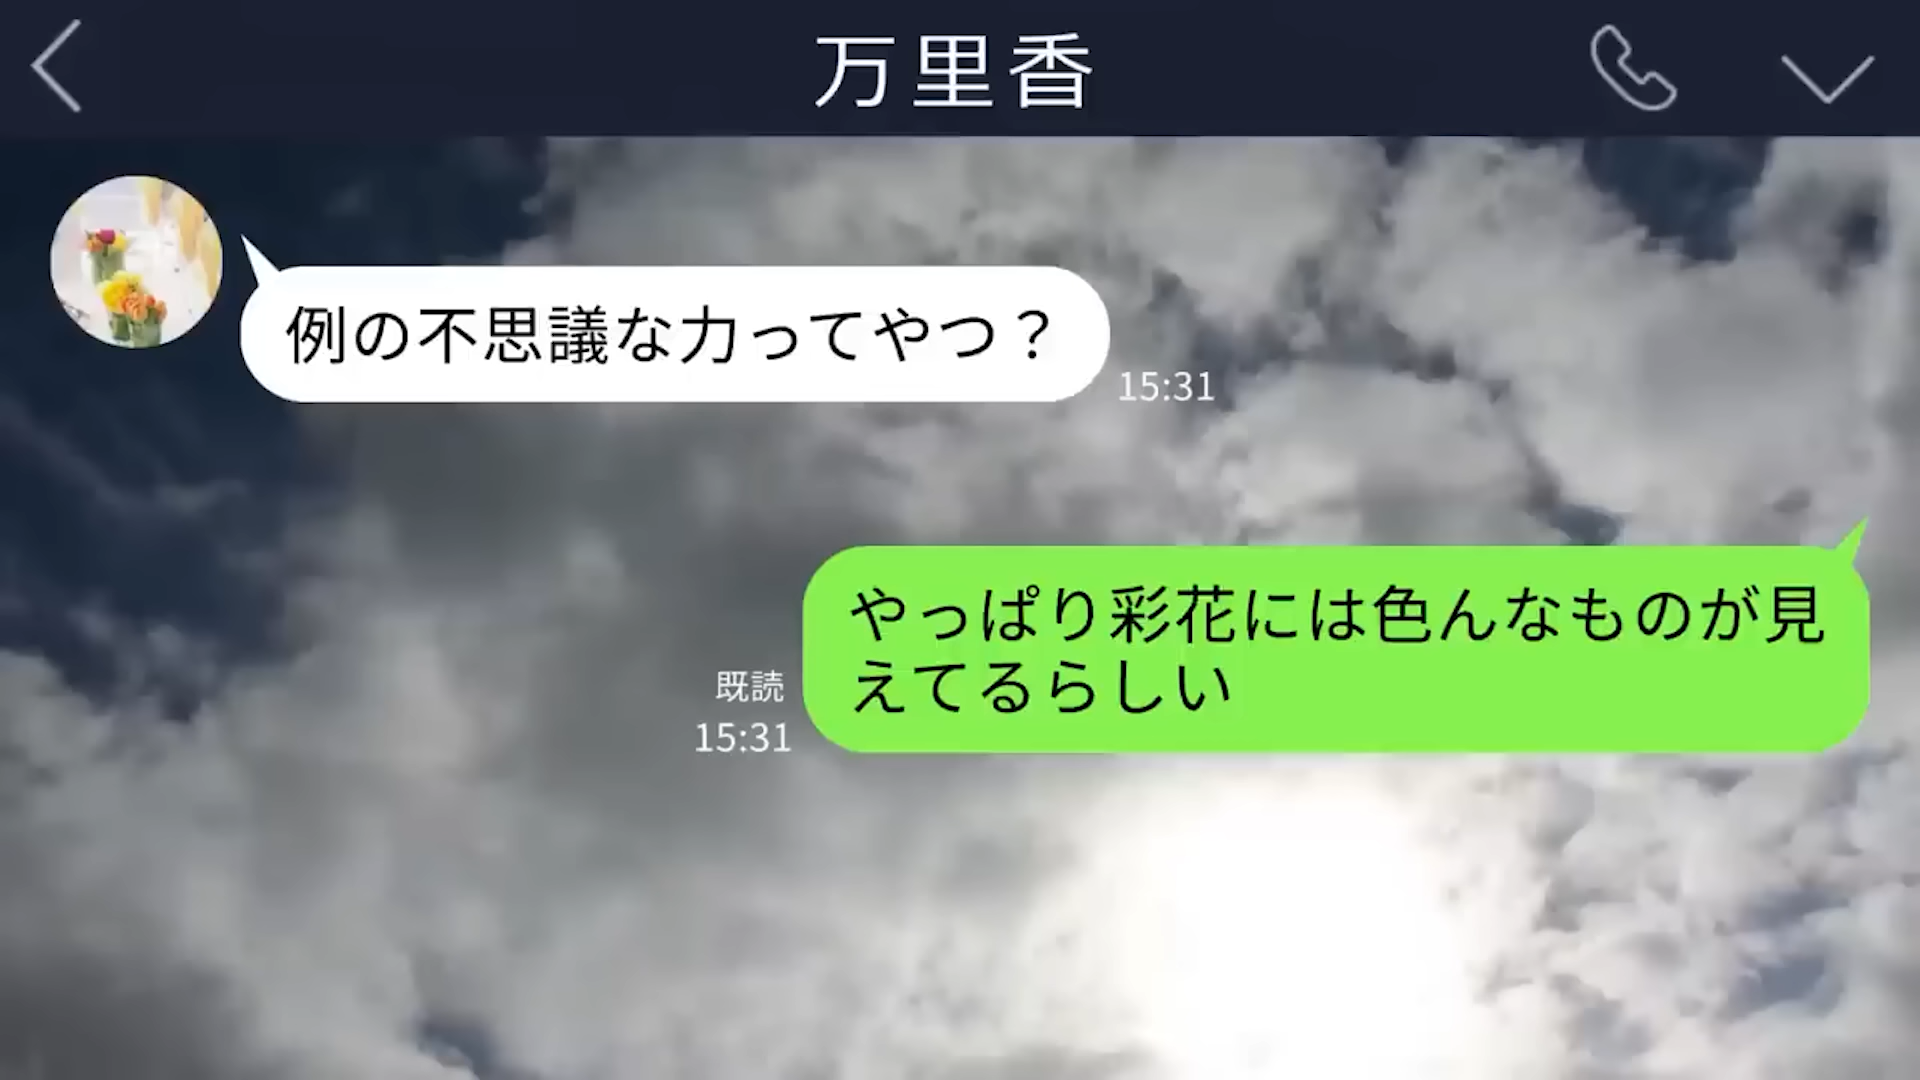 万里香
例の不思議な力ってやつ？
15:31
やっぱり彩花には色んなものが見
えてるらしい
既読
15:31